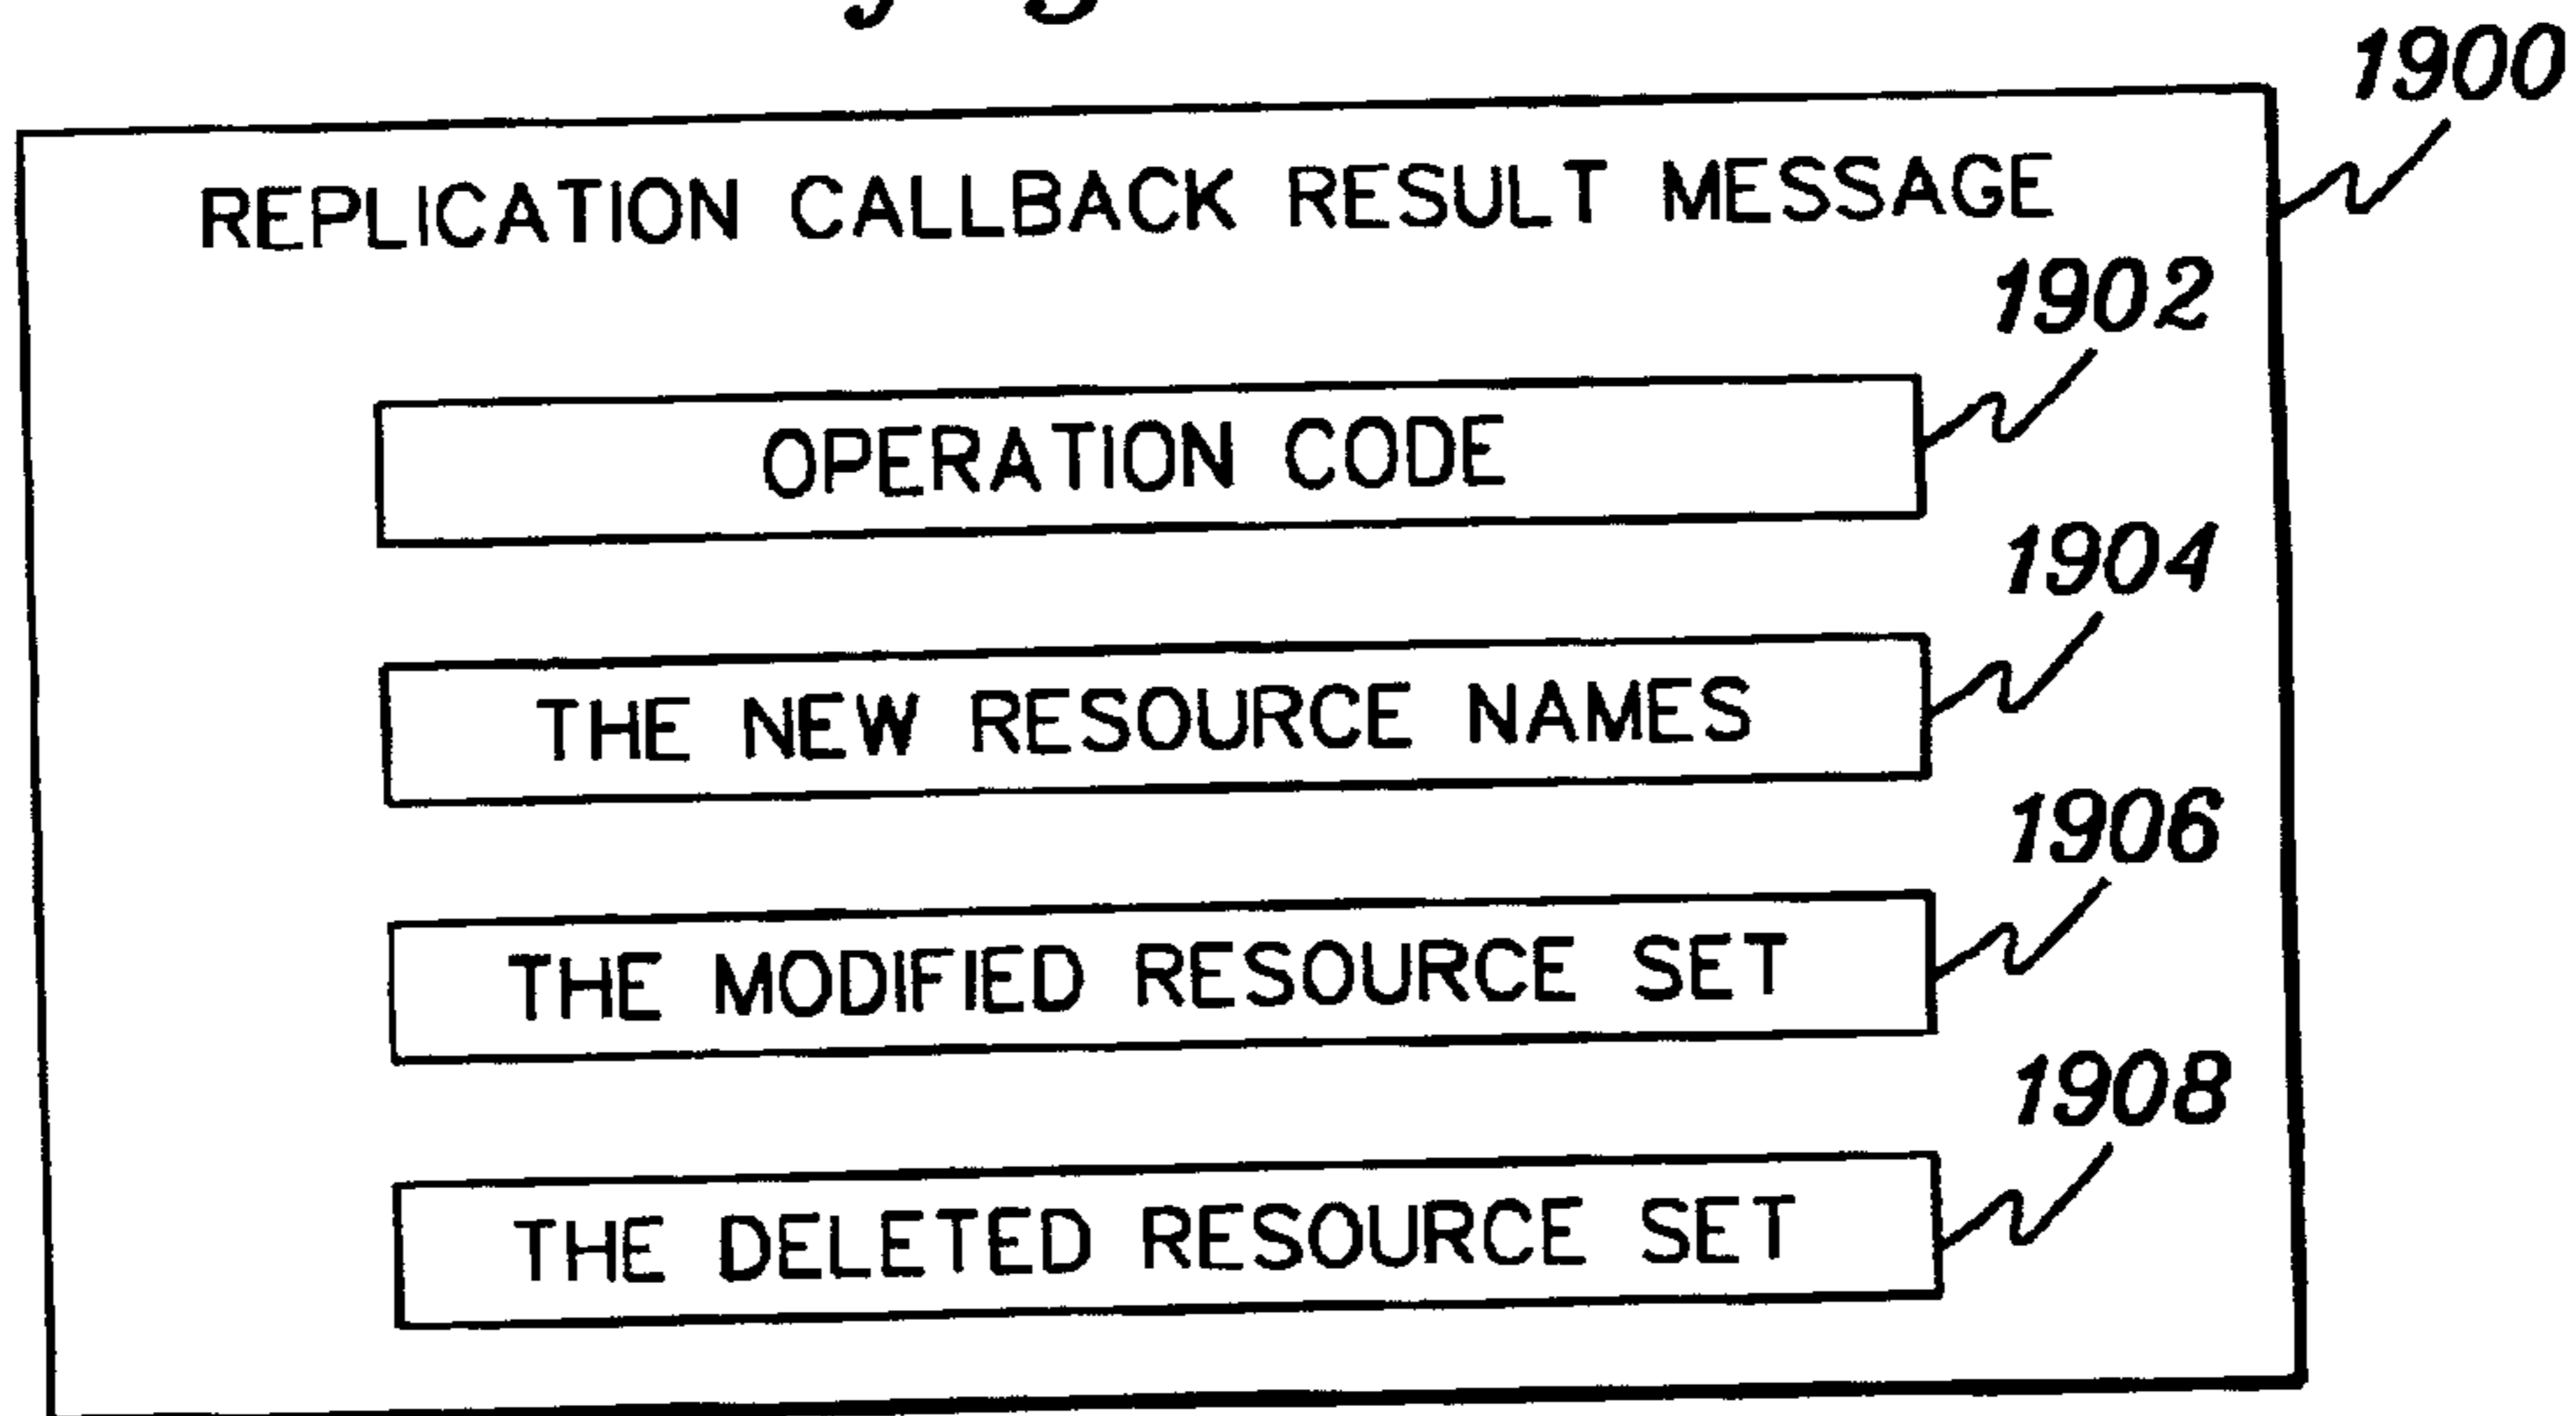 1900
REPLICATION CALLBACK RESULT MESSAGE
1902
OPERATION CODE
1904
THE NEW RESOURCE NAMES
1906
THE MODIFIED RESOURCE SET
1908
THE DELETED RESOURCE SET